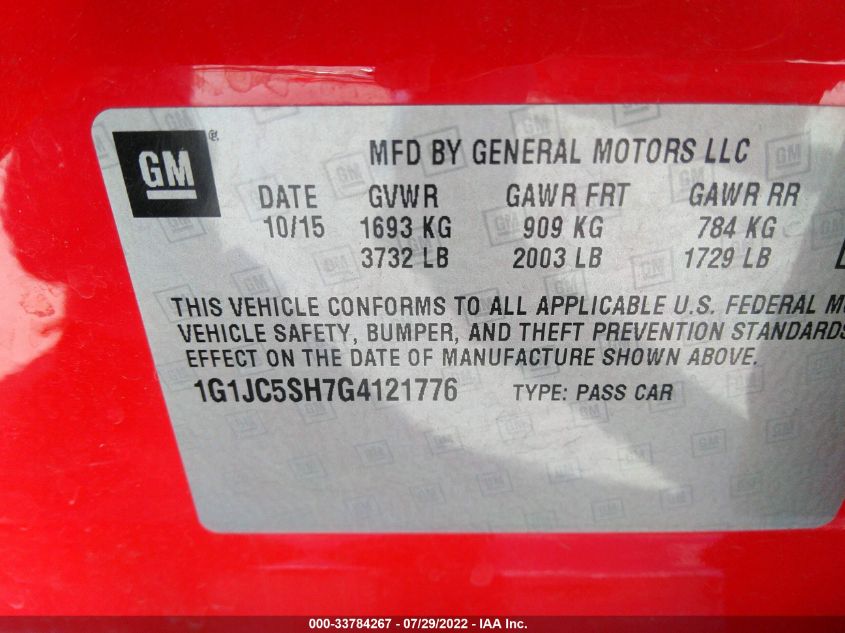 GM
MFD BY GENERAL MOTORS LLC
DATE GVWR GAWR FRT GAWR RR
10/15 1693 KG 909 KG 784 KG
3732 LB 2003 LB 1729 LB
THIS VEHICLE CONFORMS TO ALL APPLICABLE U.S. FEDERAL
VEHICLE SAFETY, BUMPER, AND THEFT PREVENTION STANDARDS
EFFECT ON THE DATE OF MANUFACTURE SHOWN ABOVE.
1G1JC5SH7G4121776 TYPE: PASS CAR
000-33784267 - 07/29/2022 - IAA Inc.